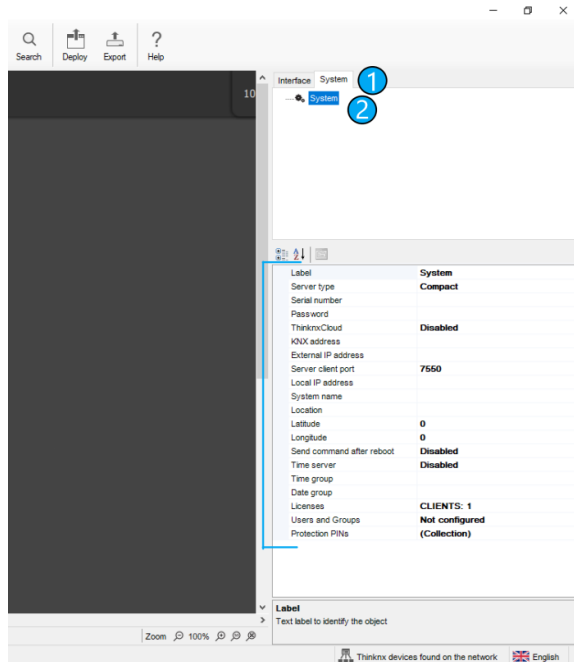 Search Deploy Export Help
10
Interface System 1
System 2
Label System
Server type Compact
Serial number
Password
ThinknxCloud Disabled
KNX address
External IP address
Server client port 7550
Local IP address
System name
Location
Latitude 0
Longitude 0
Send command after reboot Disabled
Time server Disabled
Time group
Date group
Licenses CLIENTS: 1
Users and Groups Not configured
Protection PINs (Collection)
Label
Text label to identify the object
Zoom 100%
Thinknx devices found on the network English